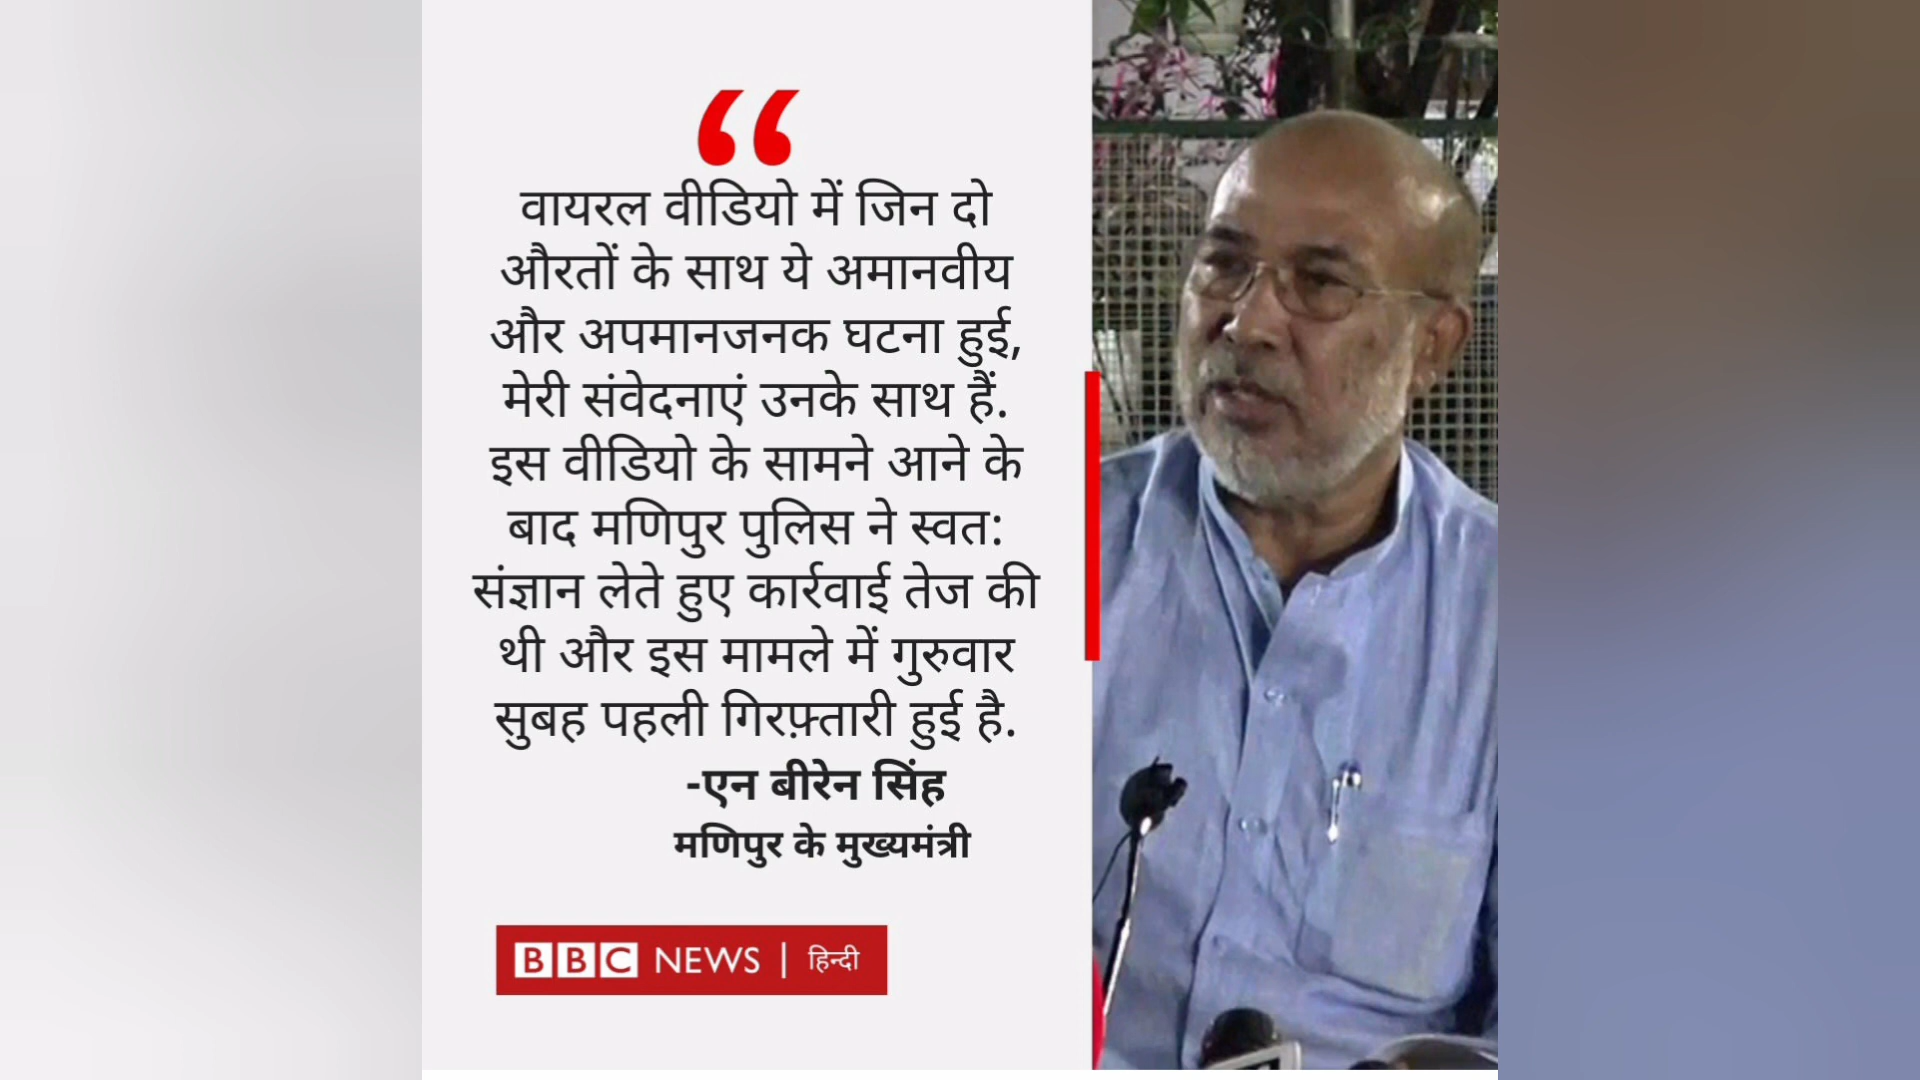 वायरल वीडियो में जिन दो
औरतों के साथ ये अमानवीय
और अपमानजनक घटना हुई,
मेरी संवेदनाएं उनके साथ हैं.
इस वीडियो के सामने आने के
बाद मणिपुर पुलिस ने स्वत:
संज्ञान लेते हुए कार्रवाई तेज की
थी और इस मामले में गुरुवार
सुबह पहली गिरफ़्तारी हुई है.
-एन बीरेन सिंह
मणिपुर के मुख्यमंत्री
BBC NEWS | हिन्दी